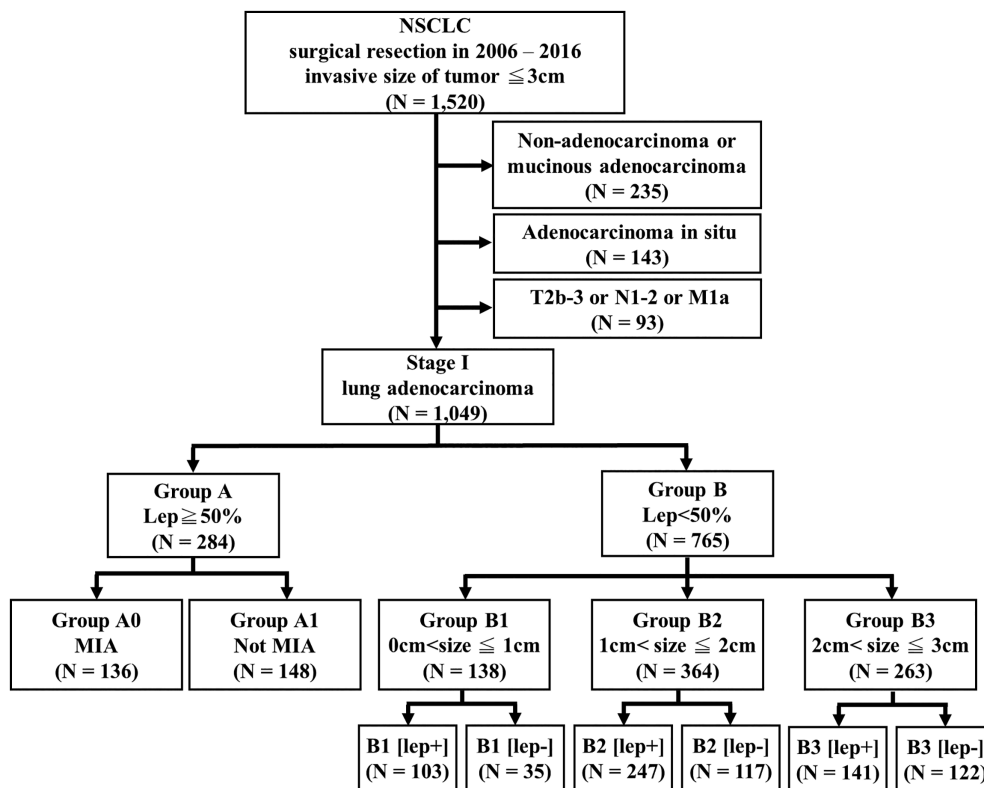 NSCLC
surgical resection in 2006 – 2016
invasive size of tumor ≦3cm
(N = 1,520)
Non-adenocarcinoma or
mucinous adenocarcinoma
(N = 235)
Adenocarcinoma in situ
(N = 143)
T2b-3 or N1-2 or M1a
(N = 93)
Stage I
lung adenocarcinoma
(N = 1,049)
Group A
Lep≧50%
(N = 284)
Group B
Lep<50%
(N = 765)
Group A0
MIA
(N = 136)
Group A1
Not MIA
(N = 148)
Group B1
0cm<size ≦ 1cm
(N = 138)
Group B2
1cm< size ≦ 2cm
(N = 364)
Group B3
2cm< size ≦ 3cm
(N = 263)
B1 [lep+]
(N = 103)
B1 [lep-]
(N = 35)
B2 [lep+]
(N = 247)
B2 [lep-]
(N = 117)
B3 [lep+]
(N = 141)
B3 [lep-]
(N = 122)